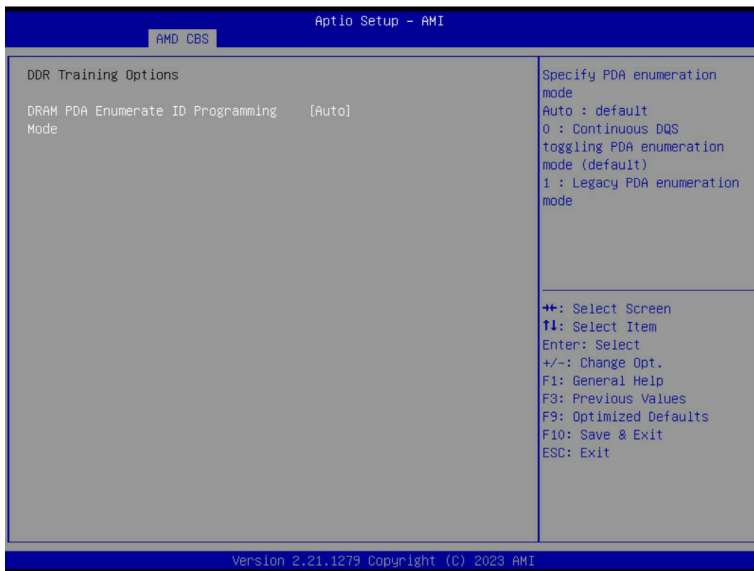 Aptio Setup – AMI
AMD CBS
DDR Training Options
DRAM PDA Enumerate ID Programming [Auto]
Mode
Specify PDA enumeration
mode
Auto : default
0 : Continuous DQS
toggling PDA enumeration
mode (default)
1 : Legacy PDA enumeration
mode
→←: Select Screen
↑↓: Select Item
Enter: Select
+/-: Change Opt.
F1: General Help
F3: Previous Values
F9: Optimized Defaults
F10: Save & Exit
ESC: Exit
Version 2.21.1279 Copyright (C) 2023 AMI